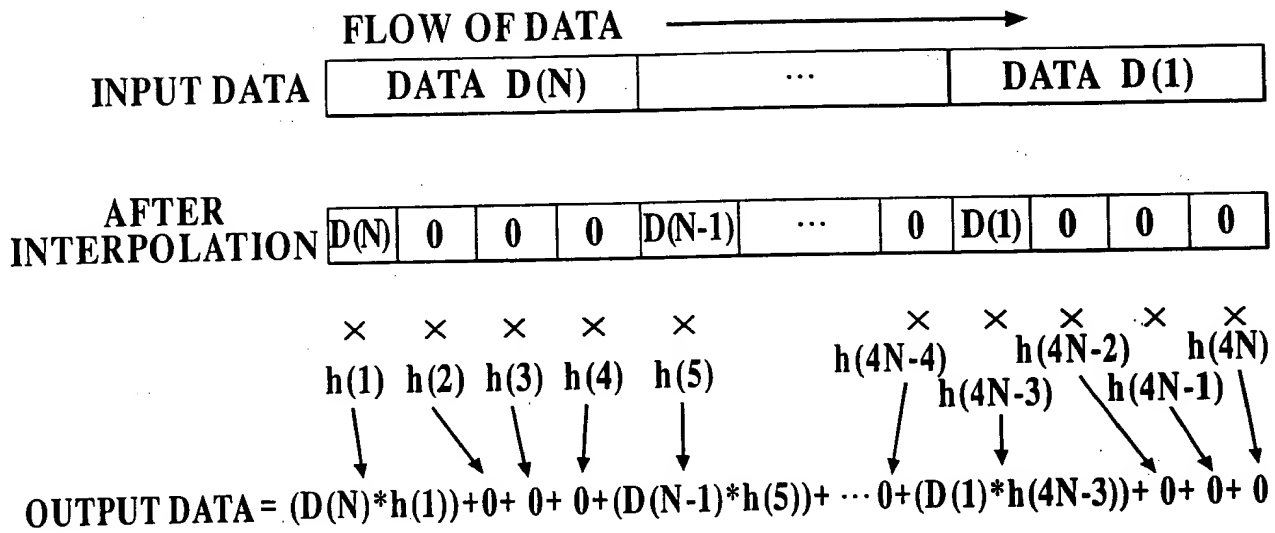 FLOW OF DATA
INPUT DATA DATA D(N) ... DATA D(1)
AFTER INTERPOLATION D(N) 0 0 0 D(N-1) ... 0 D(1) 0 0 0
× × × × × × × × × ×
h(1) h(2) h(3) h(4) h(5) h(4N-4) h(4N-3) h(4N-2) h(4N-1) h(4N)
OUTPUT DATA = (D(N)*h(1))+0+ 0+ 0+(D(N-1)*h(5))+ ...0+(D(1)*h(4N-3))+ 0+ 0+ 0